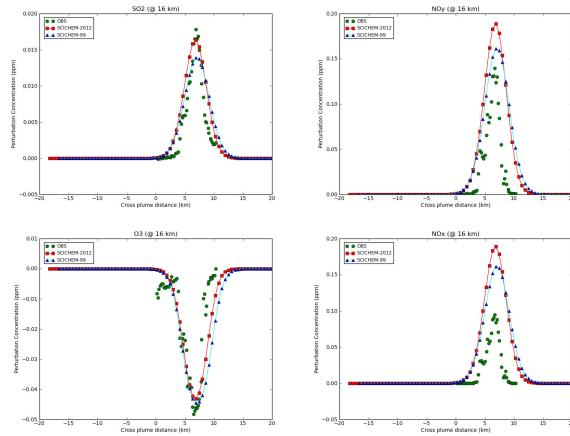 SO2 (@ 16 km)
OBS
SCICHEM-2012
SCICHEM-99
Perturbation Concentration (ppm)
0.020
0.015
0.010
0.005
0.000
−0.005
−20 −15 −10 −5 0 5 10 15 20
Cross plume distance (km)
NOy (@ 16 km)
OBS
SCICHEM-2012
SCICHEM-99
Perturbation Concentration (ppm)
0.20
0.15
0.10
0.05
0.00
−20 −15 −10 −5 0 5 10 15 20
Cross plume distance (km)
O3 (@ 16 km)
OBS
SCICHEM-2012
SCICHEM-99
Perturbation Concentration (ppm)
0.01
0.00
−0.01
−0.02
−0.03
−0.04
−0.05
−20 −15 −10 −5 0 5 10 15 20
Cross plume distance (km)
NOx (@ 16 km)
OBS
SCICHEM-2012
SCICHEM-99
Perturbation Concentration (ppm)
0.20
0.15
0.10
0.05
0.00
−0.05
−20 −15 −10 −5 0 5 10 15 20
Cross plume distance (km)